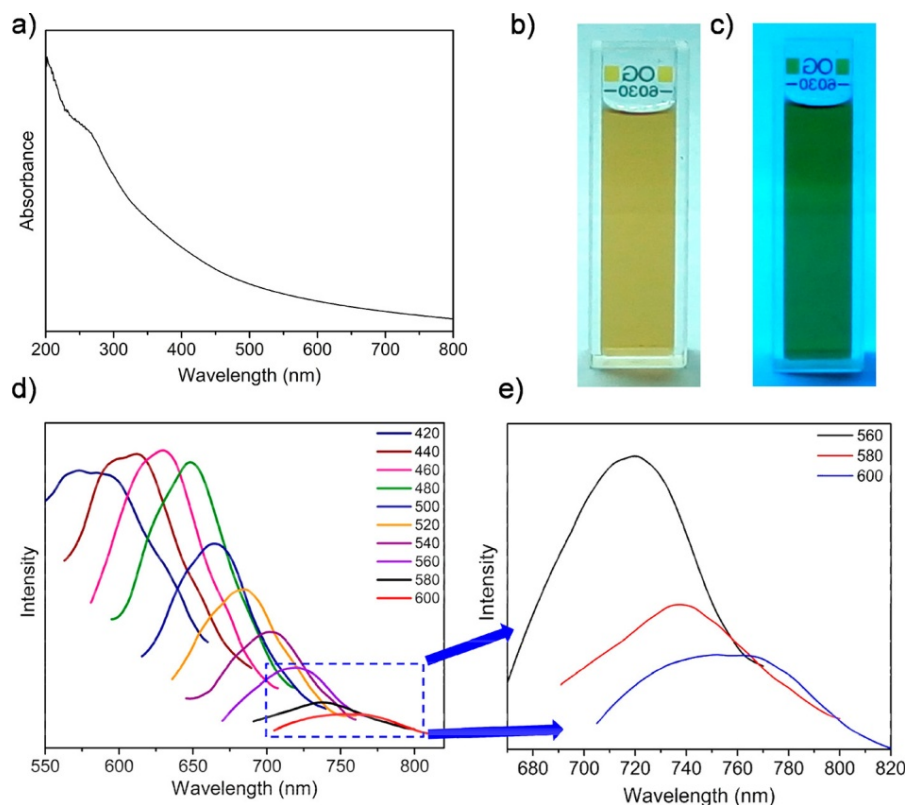 a)
Absorbance
200 300 400 500 600 700 800
Wavelength (nm)
b)
OG
–6030–
c)
OG
–6030–
d)
Intensity
420
440
460
480
500
520
540
560
580
600
550 600 650 700 750 800
Wavelength (nm)
e)
Intensity
560
580
600
680 700 720 740 760 780 800 820
Wavelength (nm)